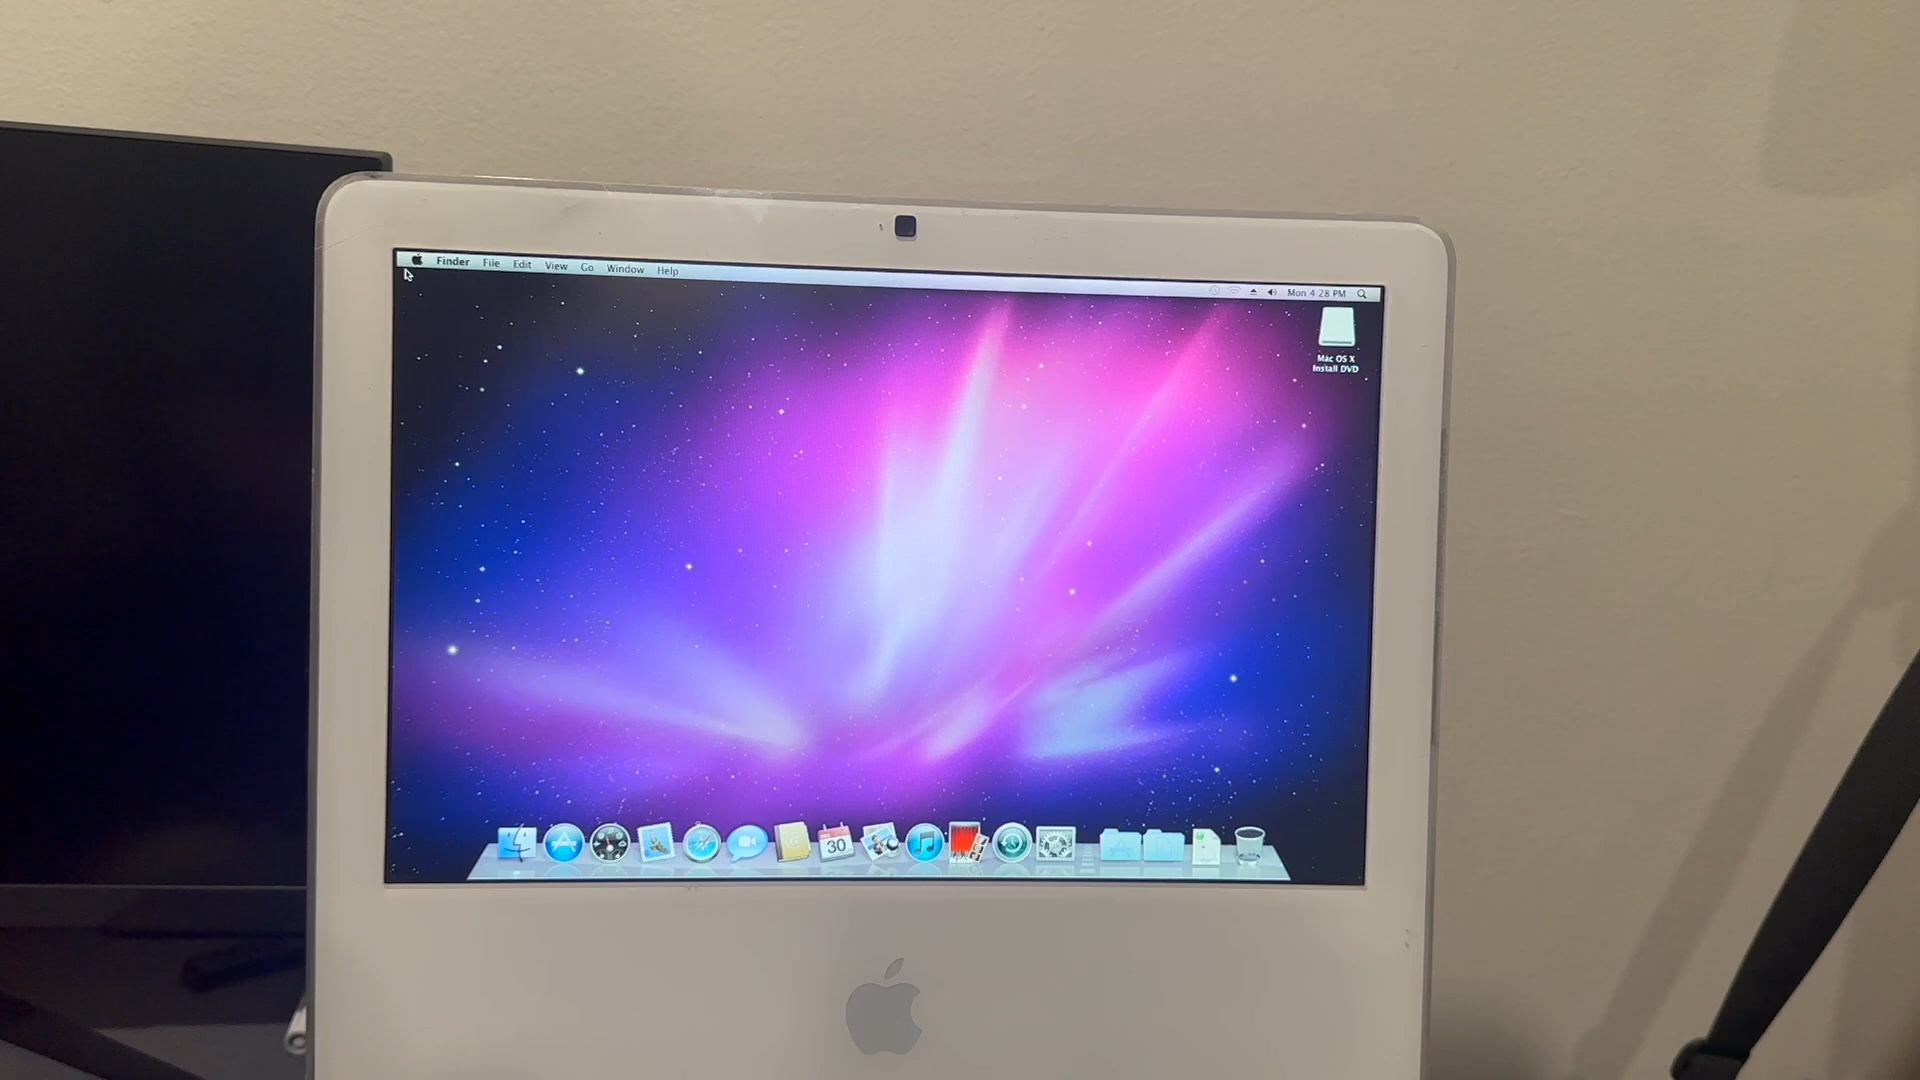 Finder File Edit View Go Window Help
Mon 4:28 PM
Mac OS X
Install DVD
30